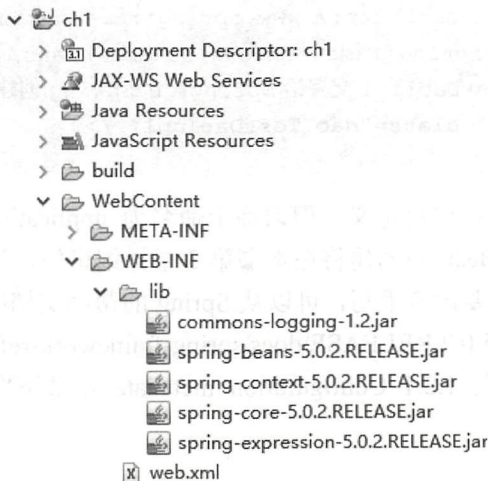 ch1
Deployment Descriptor: ch1
JAX-WS Web Services
Java Resources
JavaScript Resources
build
WebContent
META-INF
WEB-INF
lib
commons-logging-1.2.jar
spring-beans-5.0.2.RELEASE.jar
spring-context-5.0.2.RELEASE.jar
spring-core-5.0.2.RELEASE.jar
spring-expression-5.0.2.RELEASE.jar
web.xml